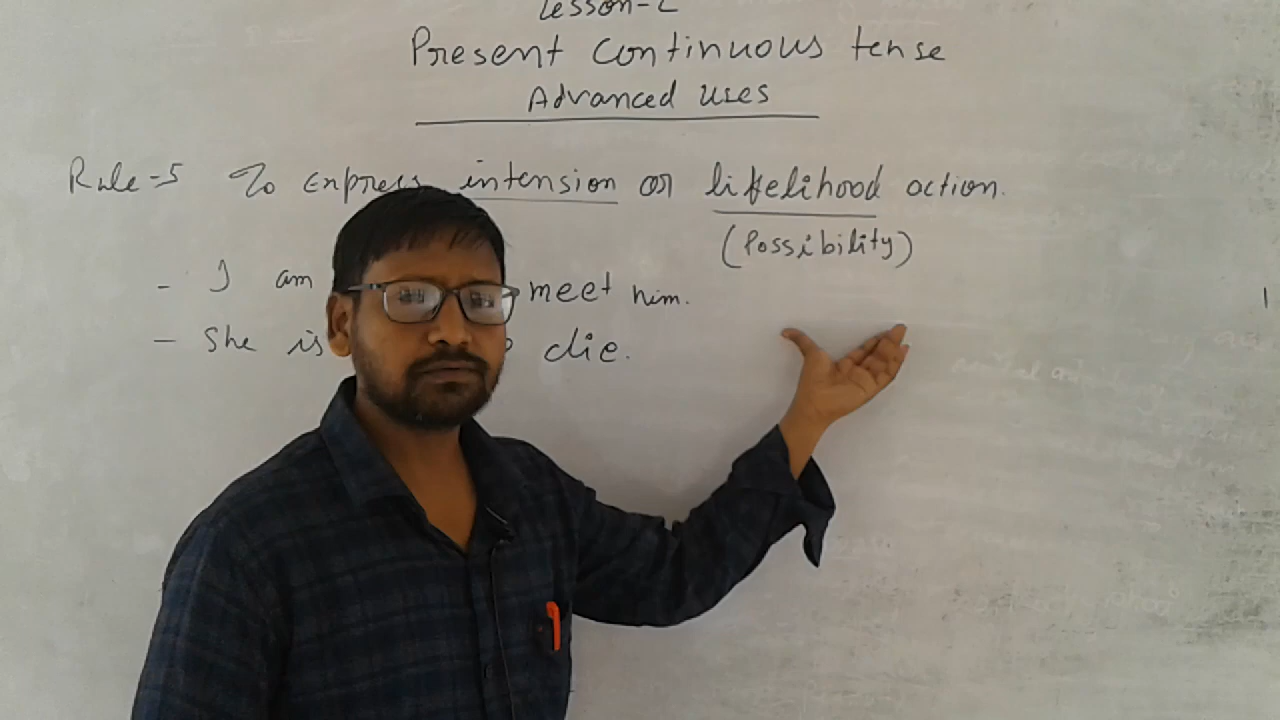 Lesson-2
Present Continuous tense
Advanced uses
Rule-5 To express intension or likelihood action.
(Possibility)
- I am meet him.
- She is die.